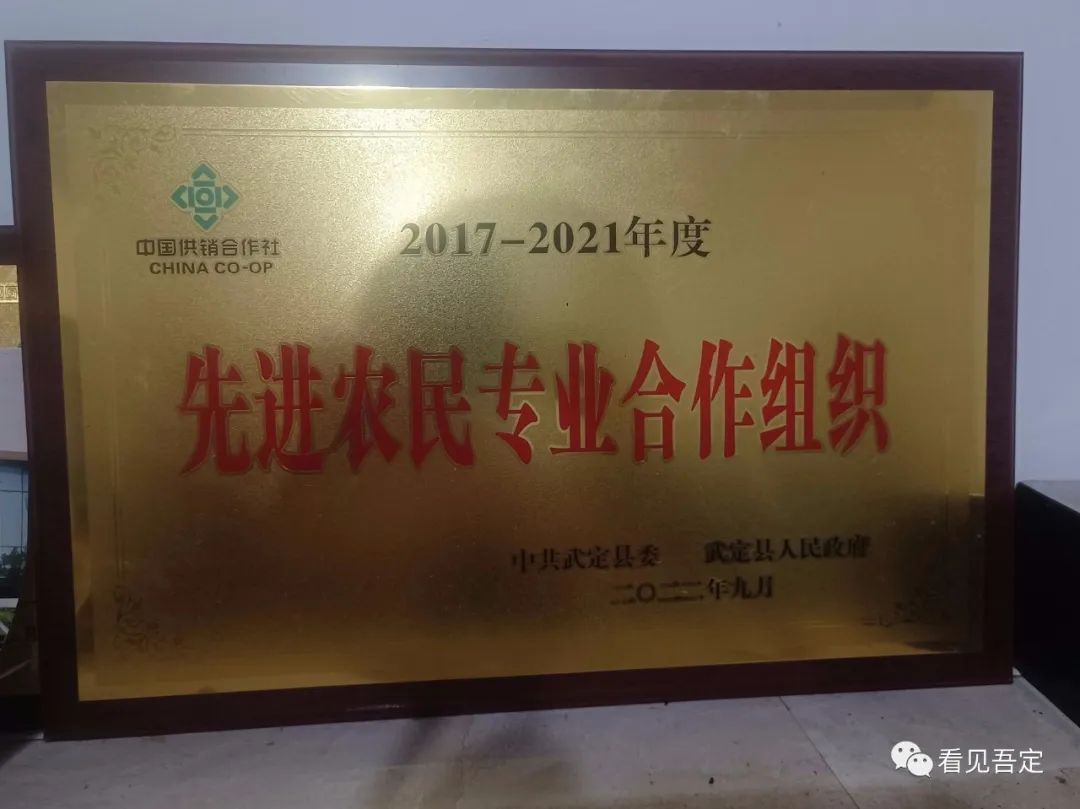 中国供销合作社
CHINA CO-OP
2017-2021年度
先进农民专业合作组织
中共武定县委 武定县人民政府
二〇二二年九月
看见吾定